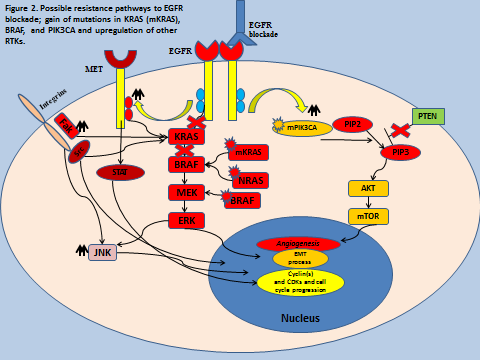 Figure 2. Possible resistance pathways to EGFR
blockade; gain of mutations in KRAS (mKRAS),
BRAF, and PIK3CA and upregulation of other
RTKs.
EGFR
blockade
EGFR
MET
Integrins
Fak
Src
KRAS
mPIK3CA
PIP2
PTEN
PIP3
STAT
BRAF
mKRAS
NRAS
BRAF
MEK
AKT
ERK
mTOR
JNK
Angiogenesis
EMT
process
Cyclin(s)
and CDKs and cell
cycle progression
Nucleus